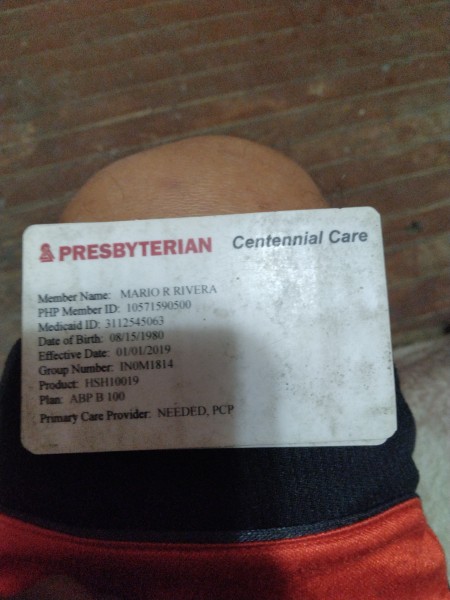 PRESBYTERIAN Centennial Care
Member Name: MARIO R RIVERA
PHP Member ID: 10571590500
Medicaid ID: 3112545063
Date of Birth: 08/15/1980
Effective Date: 01/01/2019
Group Number: IN0M1814
Product: HSH10019
Plan: ABP B 100
Primary Care Provider: NEEDED, PCP